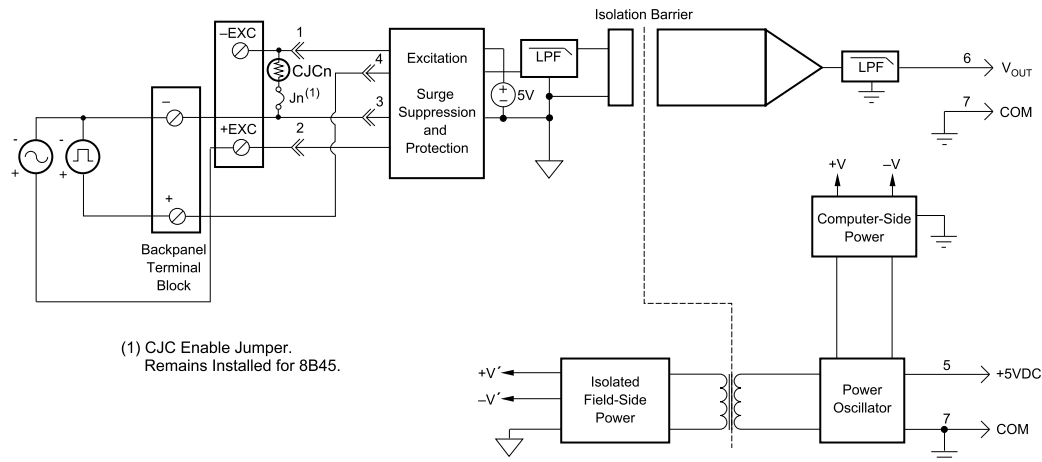 Isolation Barrier
–EXC
1
CJCn
Jn(1)
4
3
+EXC
2
Excitation
Surge
Suppression
and
Protection
+
–
5V
LPF
LPF
6
VOUT
7
COM
-
+
-
+
–
+
Backpanel
Terminal
Block
+V
–V
Computer-Side
Power
(1) CJC Enable Jumper.
Remains Installed for 8B45.
+V´
–V´
Isolated
Field-Side
Power
Power
Oscillator
5
+5VDC
7
COM